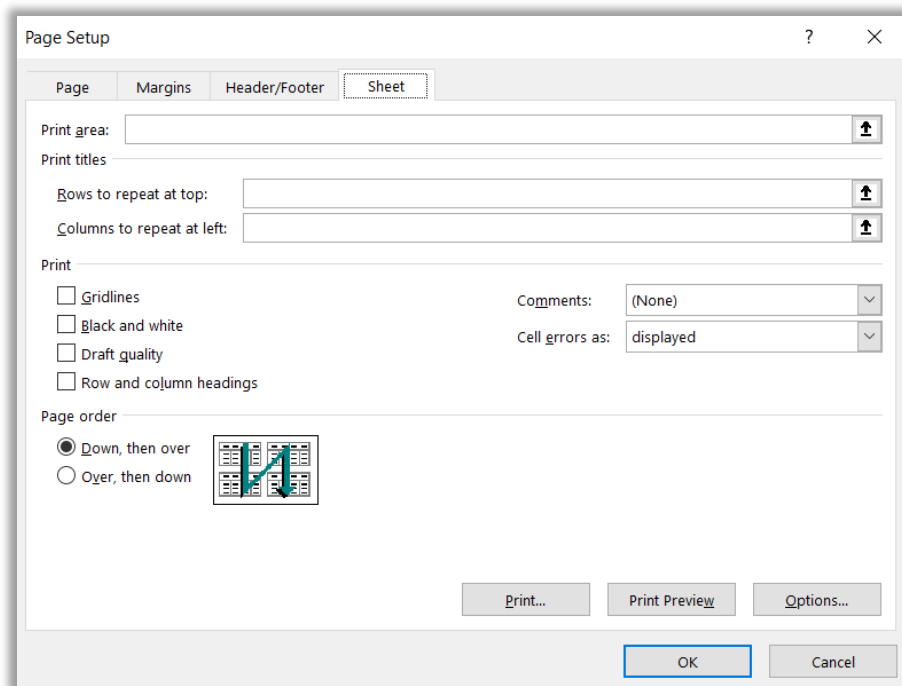 Page Setup ?
Page Margins Header/Footer Sheet
Print area:
Print titles
Rows to repeat at top:
Columns to repeat at left:
Print
Gridlines
Black and white
Draft quality
Row and column headings
Comments: (None)
Cell errors as: displayed
Page order
Down, then over
Over, then down
Print... Print Preview Options...
OK Cancel